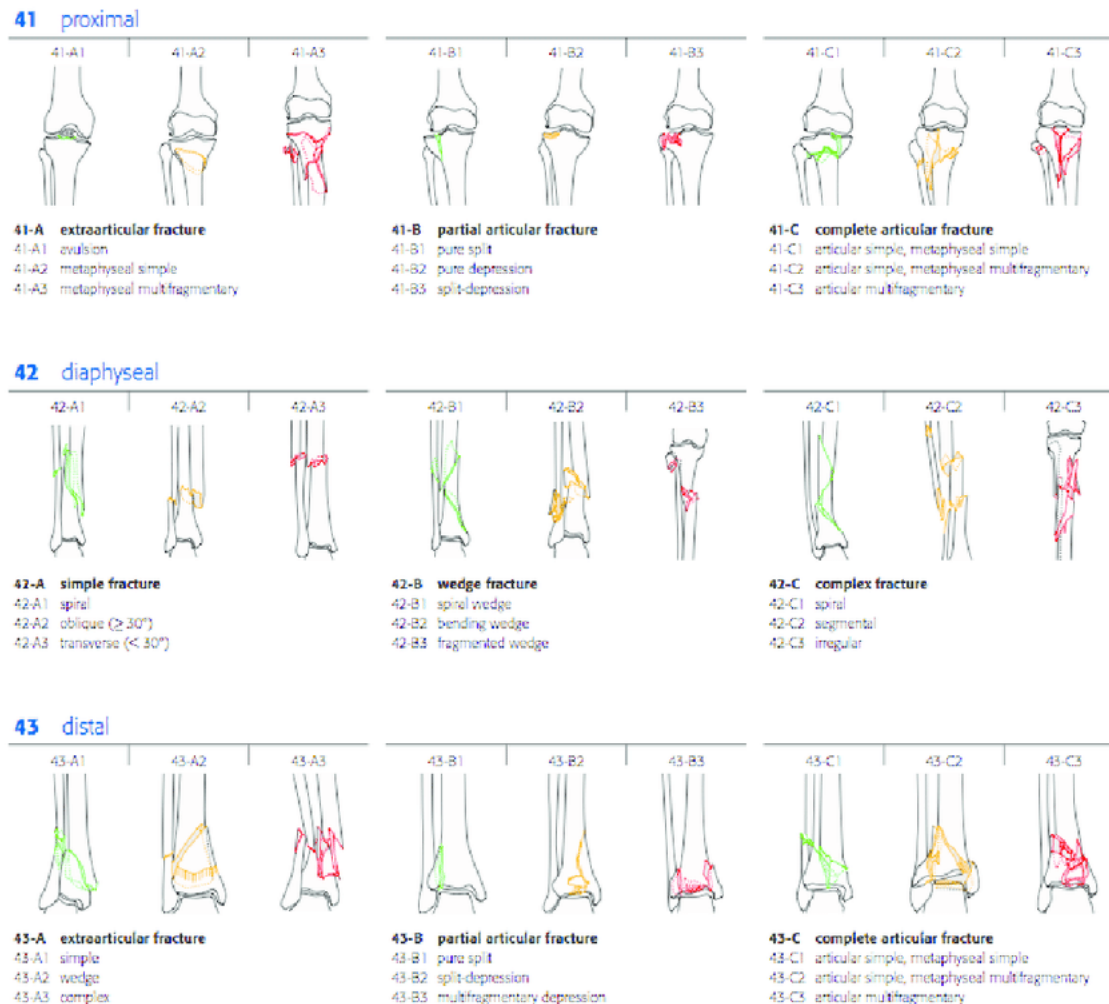 41 proximal
41-A1 41-A2 41-A3 41-B1 41-B2 41-B3 41-C1 41-C2 41-C3
41-A extraarticular fracture
41-A1 avulsion
41-A2 metaphyseal simple
41-A3 metaphyseal multifragmentary
41-B partial articular fracture
41-B1 pure split
41-B2 pure depression
41-B3 split-depression
41-C complete articular fracture
41-C1 articular simple, metaphyseal simple
41-C2 articular simple, metaphyseal multifragmentary
41-C3 articular multifragmentary
42 diaphyseal
42-A1 42-A2 42-A3 42-B1 42-B2 42-B3 42-C1 42-C2 42-C3
42-A simple fracture
42-A1 spiral
42-A2 oblique (≥ 30°)
42-A3 transverse (< 30°)
42-B wedge fracture
42-B1 spiral wedge
42-B2 bending wedge
42-B3 fragmented wedge
42-C complex fracture
42-C1 spiral
42-C2 segmental
42-C3 irregular
43 distal
43-A1 43-A2 43-A3 43-B1 43-B2 43-B3 43-C1 43-C2 43-C3
43-A extraarticular fracture
43-A1 simple
43-A2 wedge
43-A3 complex
43-B partial articular fracture
43-B1 pure split
43-B2 split-depression
43-B3 multifragmentary depression
43-C complete articular fracture
43-C1 articular simple, metaphyseal simple
43-C2 articular simple, metaphyseal multifragmentary
43-C3 articular multifragmentary